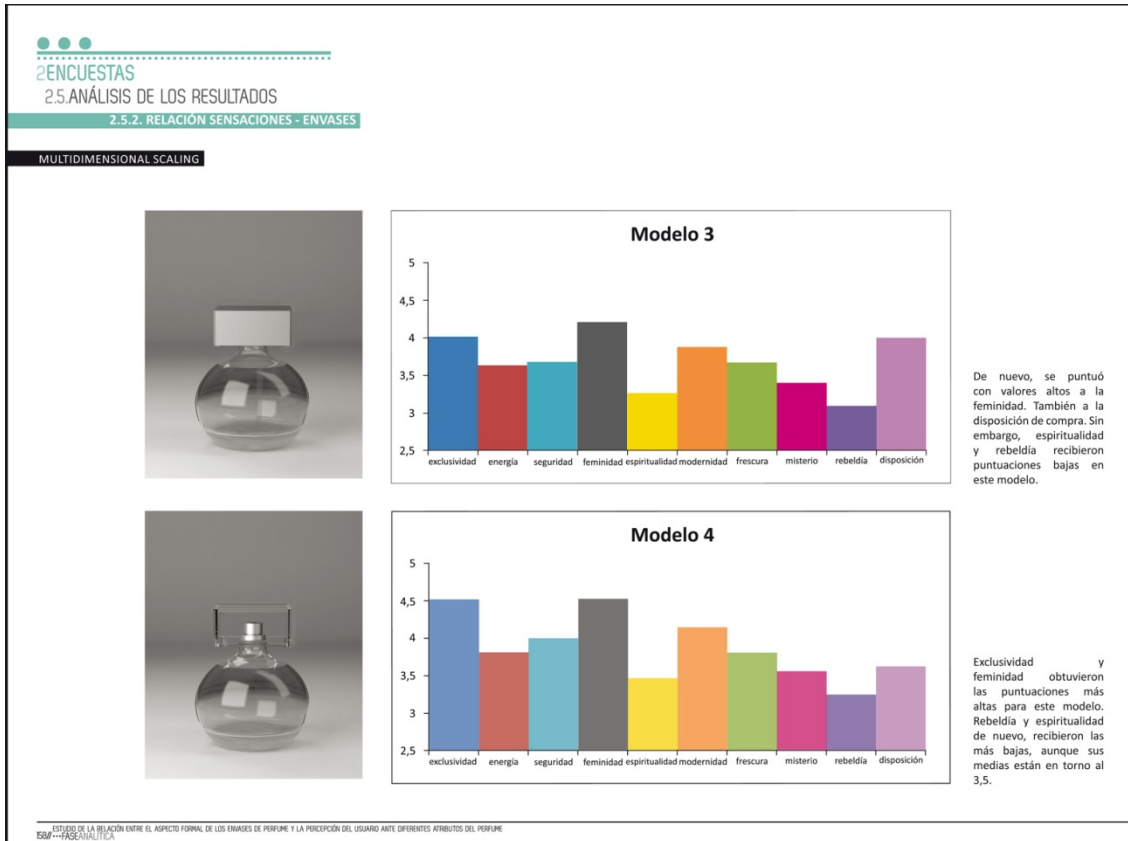 2ENCUESTAS
2.5.ANÁLISIS DE LOS RESULTADOS
2.5.2. RELACIÓN SENSACIONES - ENVASES
MULTIDIMENSIONAL SCALING
Modelo 3
5
4,5
4
3,5
3
2,5
exclusividad energía seguridad feminidad espiritualidad modernidad frescura misterio rebeldía disposición
De nuevo, se puntuó
con valores altos a la
feminidad. También a la
disposición de compra. Sin
embargo, espiritualidad
y rebeldía recibieron
puntuaciones bajas en
este modelo.
Modelo 4
5
4,5
4
3,5
3
2,5
exclusividad energía seguridad feminidad espiritualidad modernidad frescura misterio rebeldía disposición
Exclusividad y
feminidad obtuvieron
las puntuaciones más
altas para este modelo.
Rebeldía y espiritualidad
de nuevo, recibieron las
más bajas, aunque sus
medias están en torno al
3,5.
ESTUDIO DE LA RELACIÓN ENTRE EL ASPECTO FORMAL DE LOS ENVASES DE PERFUME Y LA PERCEPCIÓN DEL USUARIO ANTE DIFERENTES ATRIBUTOS DEL PERFUME
158//•••FASEANALÍTICA